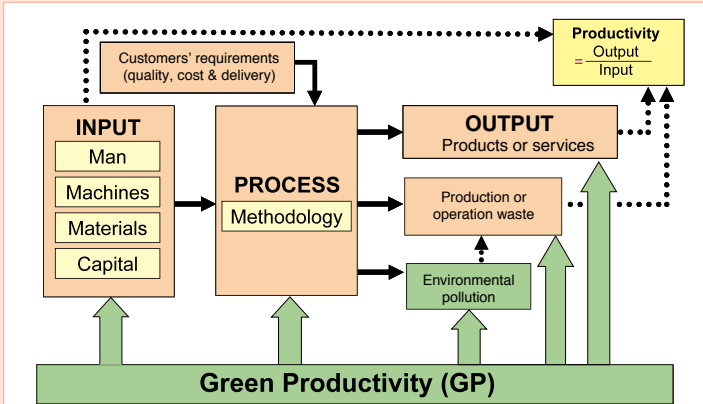 Productivity
= Output
Input
Customers' requirements
(quality, cost & delivery)
INPUT
Man
Machines
Materials
Capital
PROCESS
Methodology
OUTPUT
Products or services
Production or
operation waste
Environmental
pollution
Green Productivity (GP)